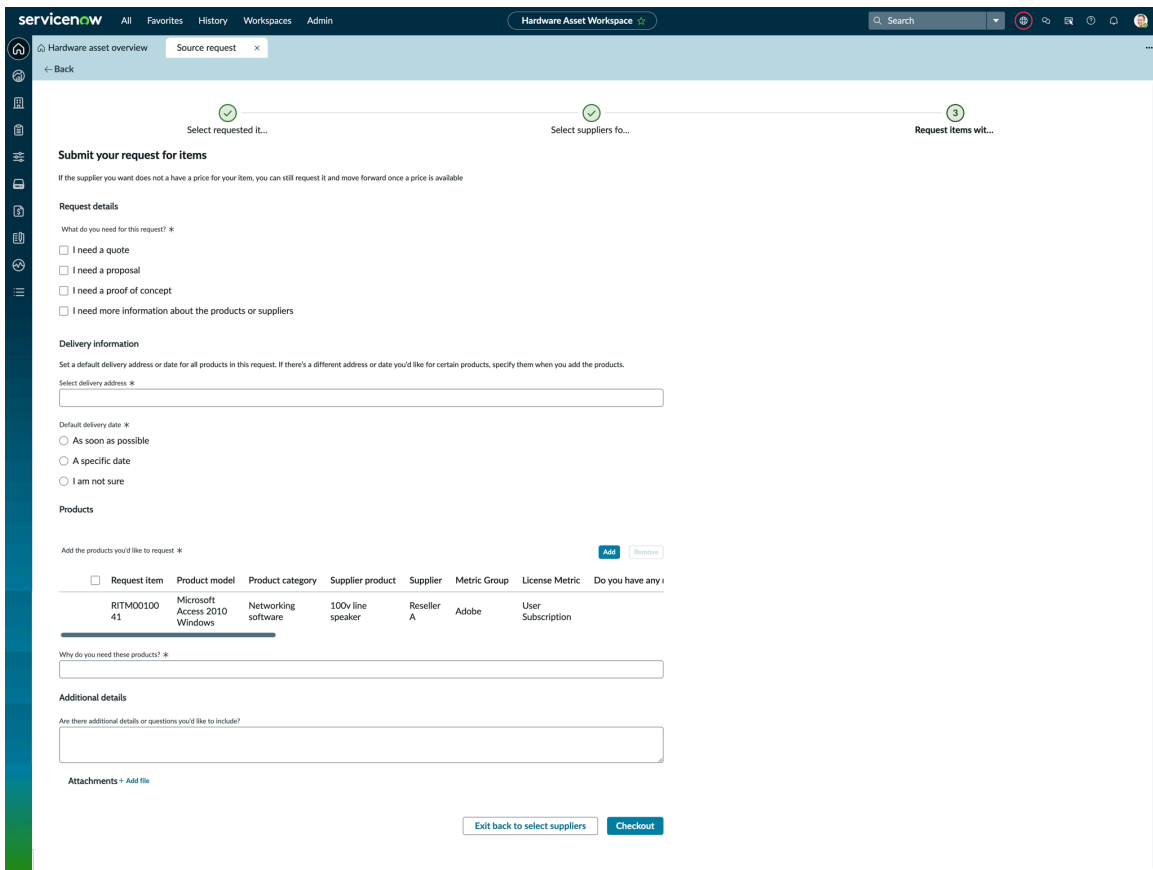 servicenow All Favorites History Workspaces Admin Hardware Asset Workspace ☆ Search
Hardware asset overview Source request ×
← Back
Select requested it... Select suppliers fo... 3
Request items wit...
Submit your request for items
If the supplier you want does not a have a price for your item, you can still request it and move forward once a price is available
Request details
What do you need for this request? *
I need a quote
I need a proposal
I need a proof of concept
I need more information about the products or suppliers
Delivery information
Set a default delivery address or date for all products in this request. If there's a different address or date you'd like for certain products, specify them when you add the products.
Select delivery address *
Default delivery date *
As soon as possible
A specific date
I am not sure
Products
Add the products you'd like to request * Add Remove
Request item Product model Product category Supplier product Supplier Metric Group License Metric Do you have any
RITM0010041 Microsoft Access 2010 Windows Networking software 100v line speaker Reseller A Adobe User Subscription
Why do you need these products? *
Additional details
Are there additional details or questions you'd like to include?
Attachments + Add file
Exit back to select suppliers Checkout